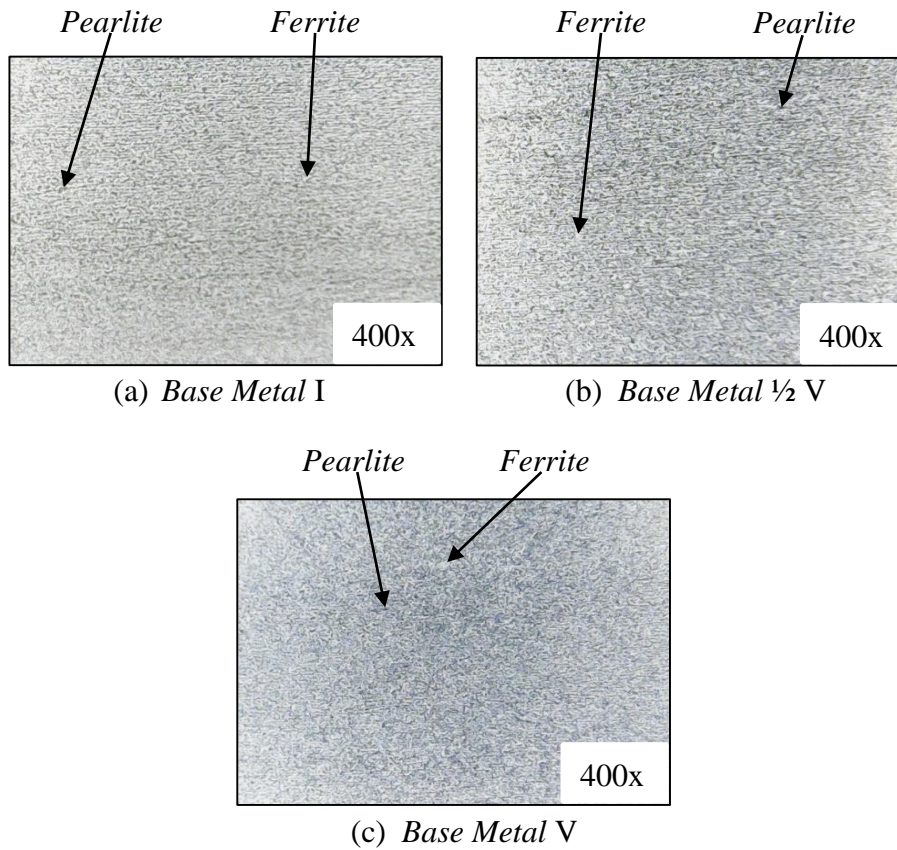 Pearlite Ferrite Ferrite Pearlite
400x 400x
(a) Base Metal I (b) Base Metal ½ V
Pearlite Ferrite
400x
(c) Base Metal V